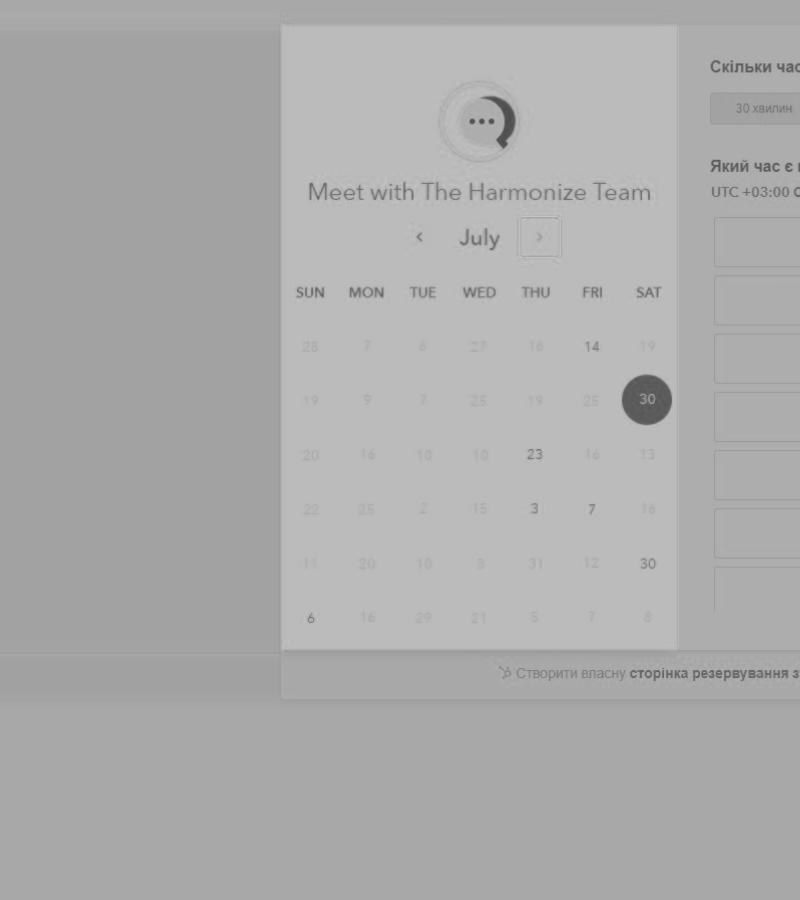 Meet with The Harmonize Team
July
SUN MON TUE WED THU FRI SAT
28 7 6 27 16 14 19
19 9 7 25 19 25 30
20 16 10 10 23 16 13
22 25 2 15 3 7 16
11 20 10 3 31 12 30
6 16 29 21 5 7 8
Скільки час
30 хвилин
Який час є
UTC +03:00
Створити власну сторінка резервування з